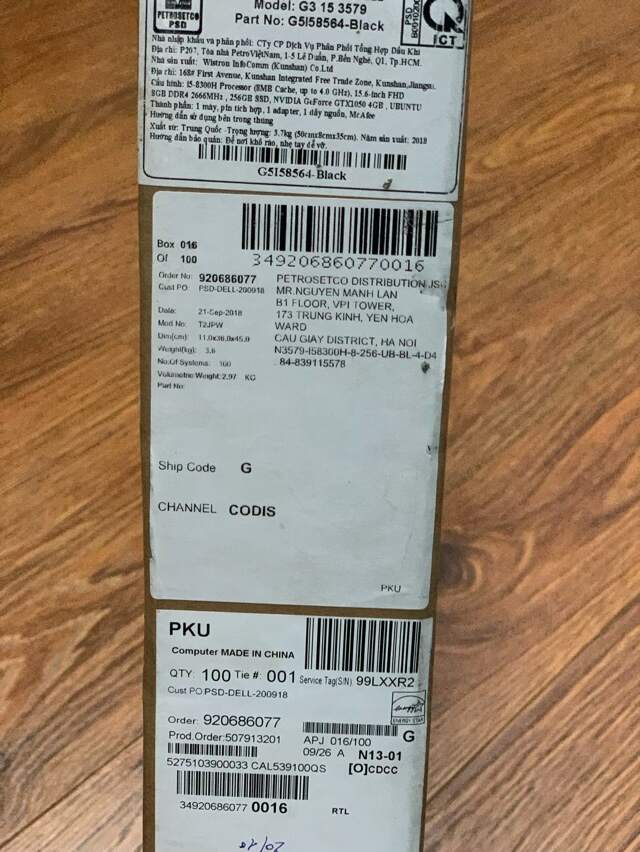 Model: G3 15 3579
Part No: G5I58564-Black
PETROSETCO
PSD
PSD
ICT
Nhà nhập khẩu và phân phối: CTy CP Dịch Vụ Phân Phối Tổng Hợp Dầu Khí
Địa chỉ: P207, Tòa nhà PetroViệtNam, 1-5 Lê Duẩn, P.Bến Nghé, Q1, Tp.HCM.
Nhà sản xuất: Wistron InfoComm (Kunshan) Co.Ltd
Địa chỉ: 168# First Avenue, Kunshan Integrated Free Trade Zone, Kunshan,Jiangsu.
Cấu hình: i5-8300H Processor (8MB Cache, up to 4.0 GHz), 15.6-inch FHD
8GB DDR4 2666MHz , 256GB SSD, NVIDIA GeForce GTX1050 4GB , UBUNTU
Thành phần: 1 máy, pin tích hợp, 1 adapter, 1 dây nguồn, McAfee
Hướng dẫn sử dụng bên trong thùng
Xuất xứ: Trung Quốc -Trọng lượng: 3.7kg (50cmx8cmx35cm). Năm sản xuất: 2018
Hướng dẫn bảo quản: Để nơi khô ráo, nhẹ tay dễ vỡ.
G5I58564-Black
Box 016
Of 100
349206860770016
Order No: 920686077
Cust PO PSD-DELL-200918
PETROSETCO DISTRIBUTION JSC
MR.NGUYEN MANH LAN
B1 FLOOR, VPI TOWER,
173 TRUNG KINH, YEN HOA
WARD
CAU GIAY DISTRICT, HA NOI
N3579-I58300H-8-256-UB-BL-4-D4
84-839115578
Date: 21-Sep-2018
Mod No: T2JPW
Dim(cm): 11.0x36.0x45.0
Weight(kg): 3.6
No.Of Systems: 100
Volumetric Weight: 2.97 KG
Part No:
Ship Code G
CHANNEL CODIS
PKU
PKU
Computer MADE IN CHINA
QTY: 100 Tie #: 001 Service Tag(S/N): 99LXXR2
Cust PO:PSD-DELL-200918
ENERGY STAR
Order: 920686077
Prod.Order:507913201
APJ 016/100 G
09/26 A N13-01
5275103900033 CAL539100QS [O]CDCC
34920686077 0016 RTL